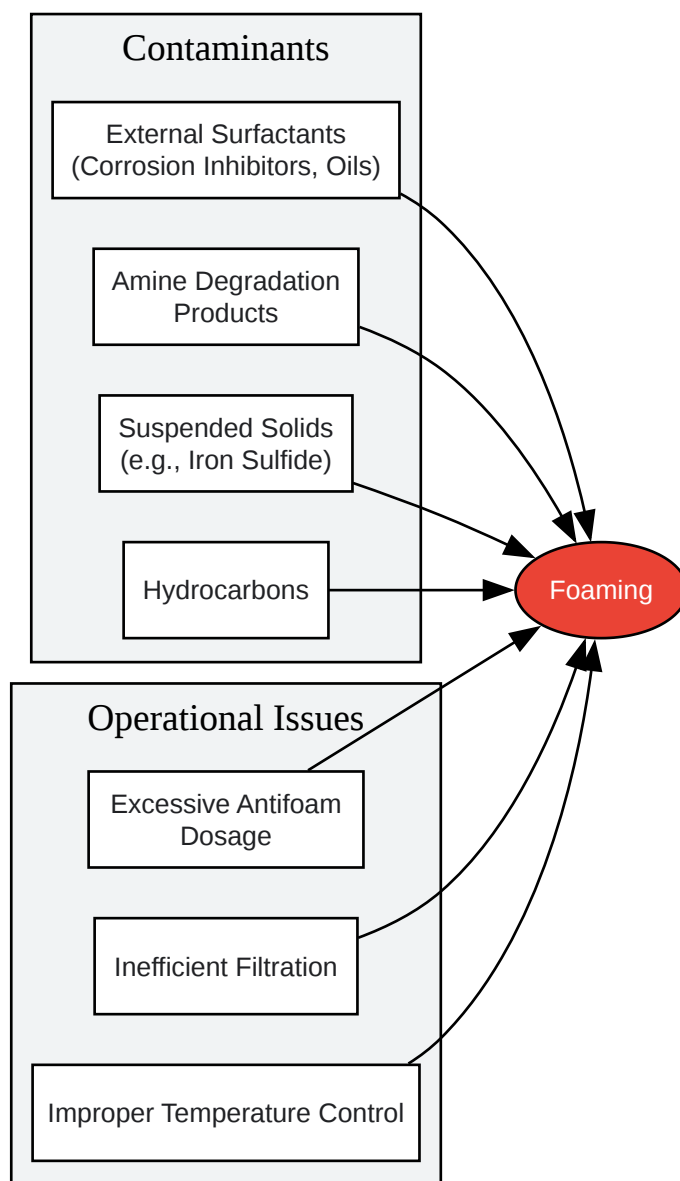 Contaminants
External Surfactants
(Corrosion Inhibitors, Oils)
Amine Degradation
Products
Suspended Solids
(e.g., Iron Sulfide)
Hydrocarbons
Foaming
Operational Issues
Excessive Antifoam
Dosage
Inefficient Filtration
Improper Temperature Control